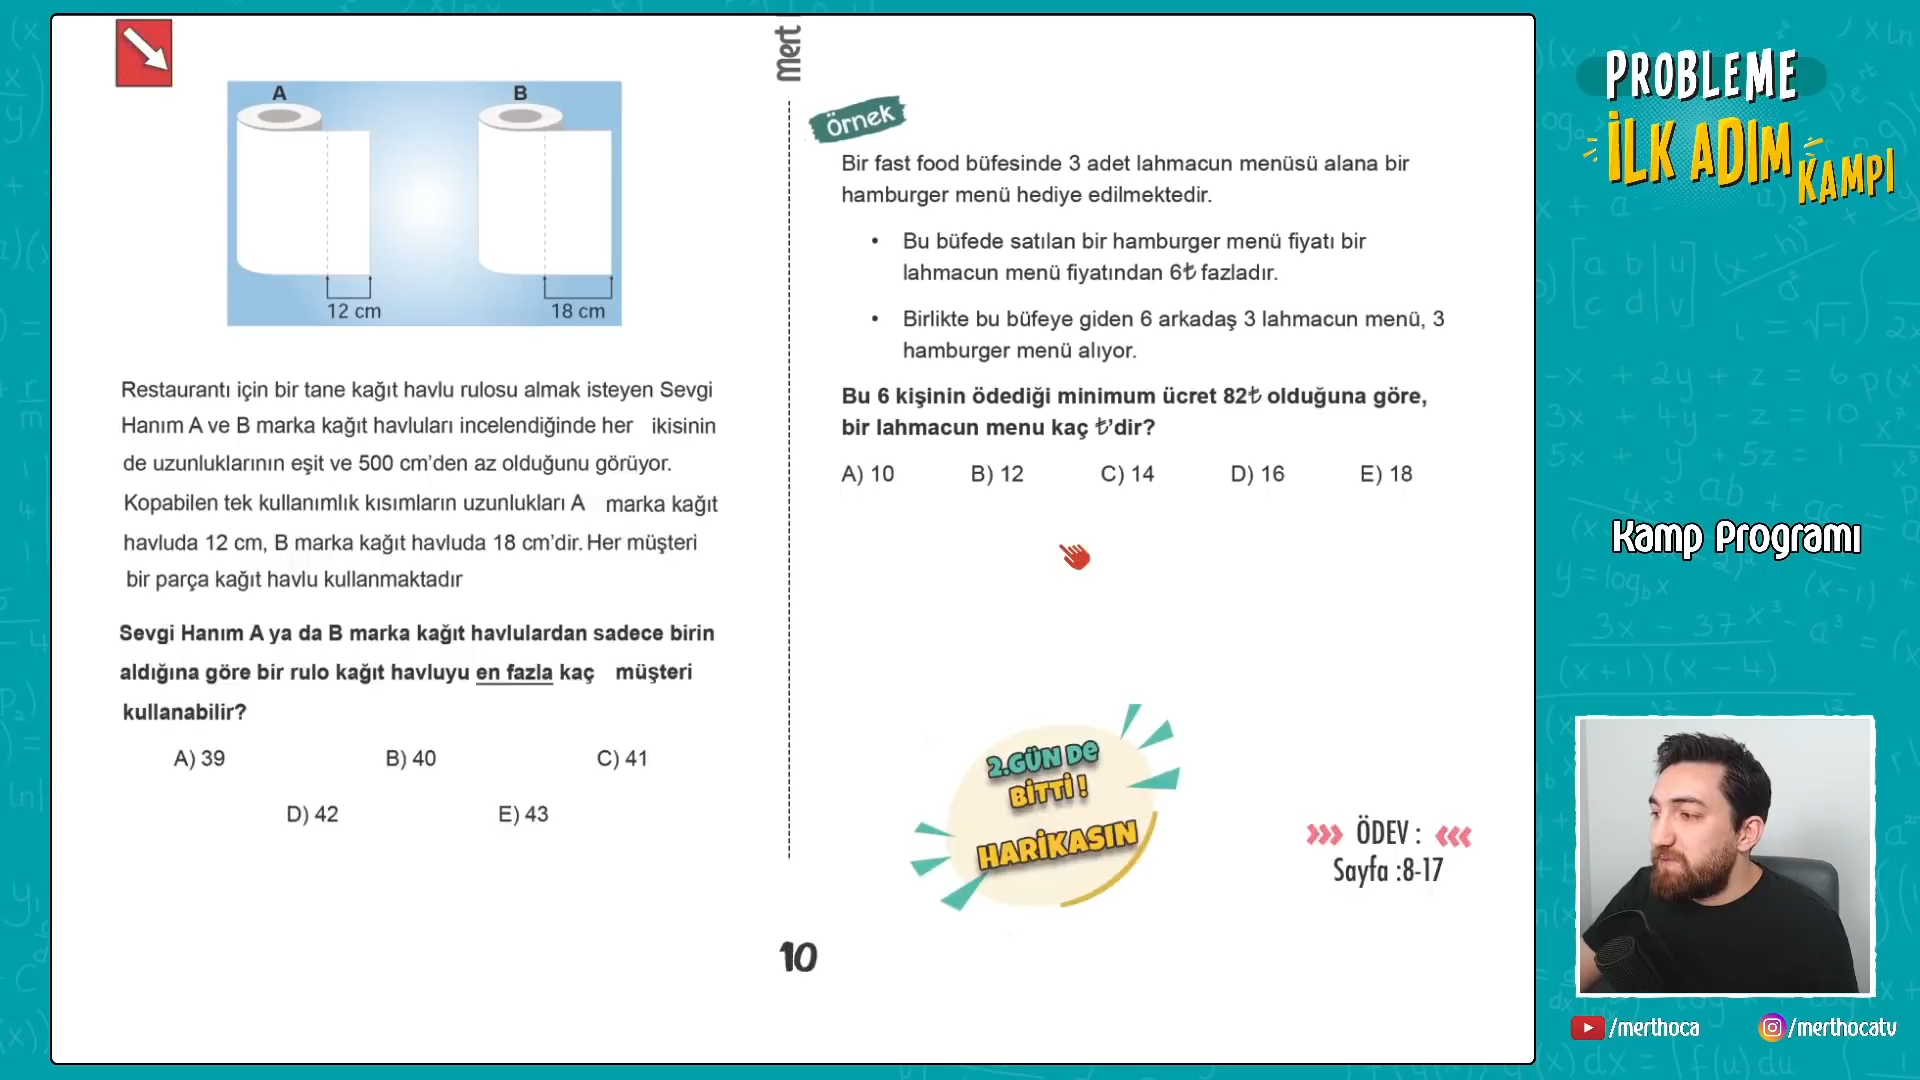 A
B
12 cm
18 cm
Restaurantı için bir tane kağıt havlu rulosu almak isteyen Sevgi
Hanım A ve B marka kağıt havluları incelendiğinde her ikisinin
de uzunluklarının eşit ve 500 cm'den az olduğunu görüyor.
Kopabilen tek kullanımlık kısımların uzunlukları A marka kağıt
havluda 12 cm, B marka kağıt havluda 18 cm'dir. Her müşteri
bir parça kağıt havlu kullanmaktadır
Sevgi Hanım A ya da B marka kağıt havlulardan sadece birin
aldığına göre bir rulo kağıt havluyu en fazla kaç müşteri
kullanabilir?
A) 39
B) 40
C) 41
D) 42
E) 43
mert
Örnek
Bir fast food büfesinde 3 adet lahmacun menüsü alana bir
hamburger menü hediye edilmektedir.
• Bu büfede satılan bir hamburger menü fiyatı bir
lahmacun menü fiyatından 6₺ fazladır.
• Birlikte bu büfeye giden 6 arkadaş 3 lahmacun menü, 3
hamburger menü alıyor.
Bu 6 kişinin ödediği minimum ücret 82₺ olduğuna göre,
bir lahmacun menu kaç ₺'dir?
A) 10
B) 12
C) 14
D) 16
E) 18
2.GÜN DE
BİTTİ !
HARİKASIN
ÖDEV :
Sayfa :8-17
10
PROBLEME
İLK ADIM
KAMPI
Kamp Programı
/merthoca
/merthocatv